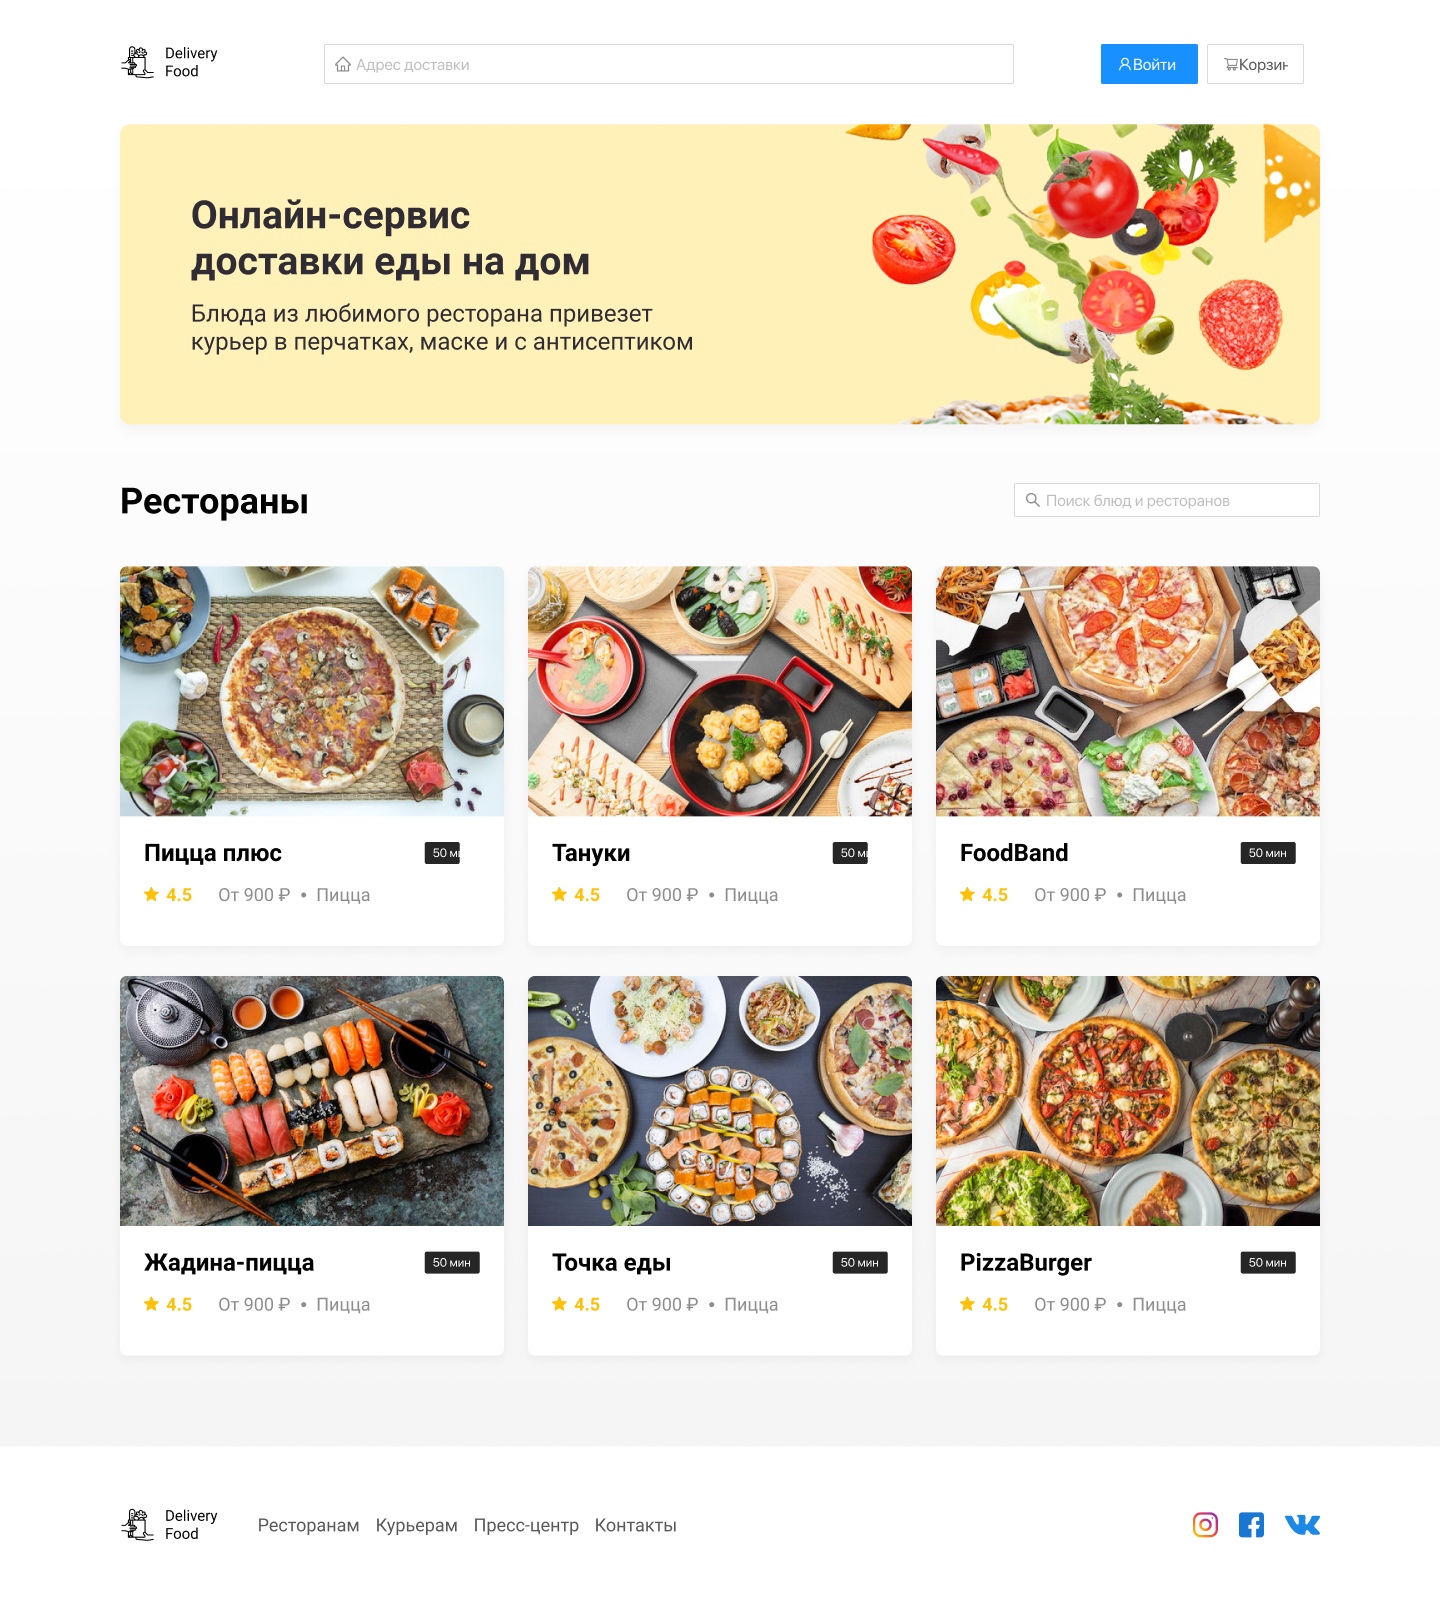 Delivery
Food
Адрес доставки
Войти
Корзин
Онлайн-сервис
доставки еды на дом
Блюда из любимого ресторана привезет
курьер в перчатках, маске и с антисептиком
Рестораны
Поиск блюд и ресторанов
Пицца плюс
50 м
4.5 От 900 ₽ • Пицца
Тануки
50 м
4.5 От 900 ₽ • Пицца
FoodBand
50 мин
4.5 От 900 ₽ • Пицца
Жадина-пицца
50 мин
4.5 От 900 ₽ • Пицца
Точка еды
50 мин
4.5 От 900 ₽ • Пицца
PizzaBurger
50 мин
4.5 От 900 ₽ • Пицца
Delivery
Food
Ресторанам Курьерам Пресс-центр Контакты